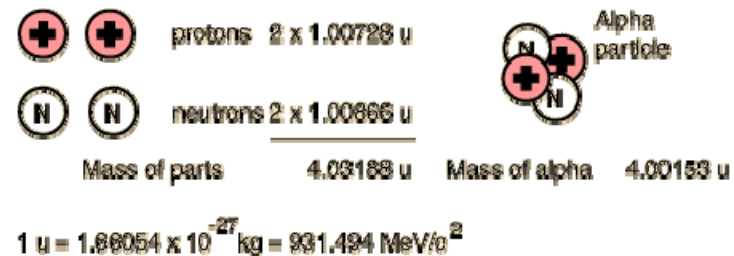 protons 2 x 1.00728 u
Alpha
particle
N
N N
N
neutrons 2 x 1.00866 u
Mass of parts 4.03188 u Mass of alpha 4.00153 u
1 u = 1.66054 x 10^-27 kg = 931.494 MeV/c^2